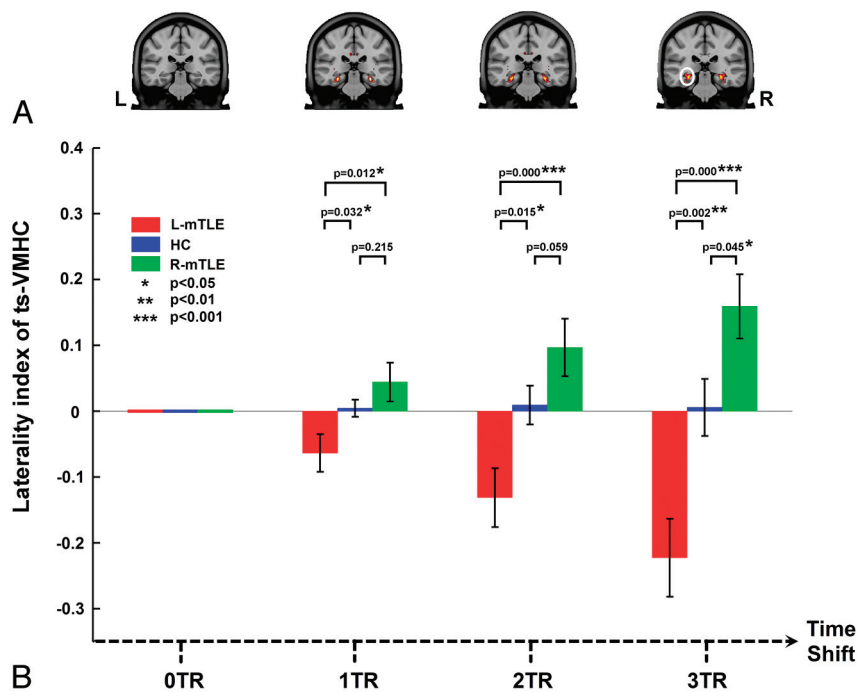 L
R
A
0.4
0.3
0.2
0.1
0
-0.1
-0.2
-0.3
Laterality index of ts-VMHC
L-mTLE
HC
R-mTLE
* p<0.05
** p<0.01
*** p<0.001
p=0.012 *
p=0.032 *
p=0.215
p=0.000 ***
p=0.015 *
p=0.059
p=0.000 ***
p=0.002 **
p=0.045 *
Time
Shift
B
0TR
1TR
2TR
3TR